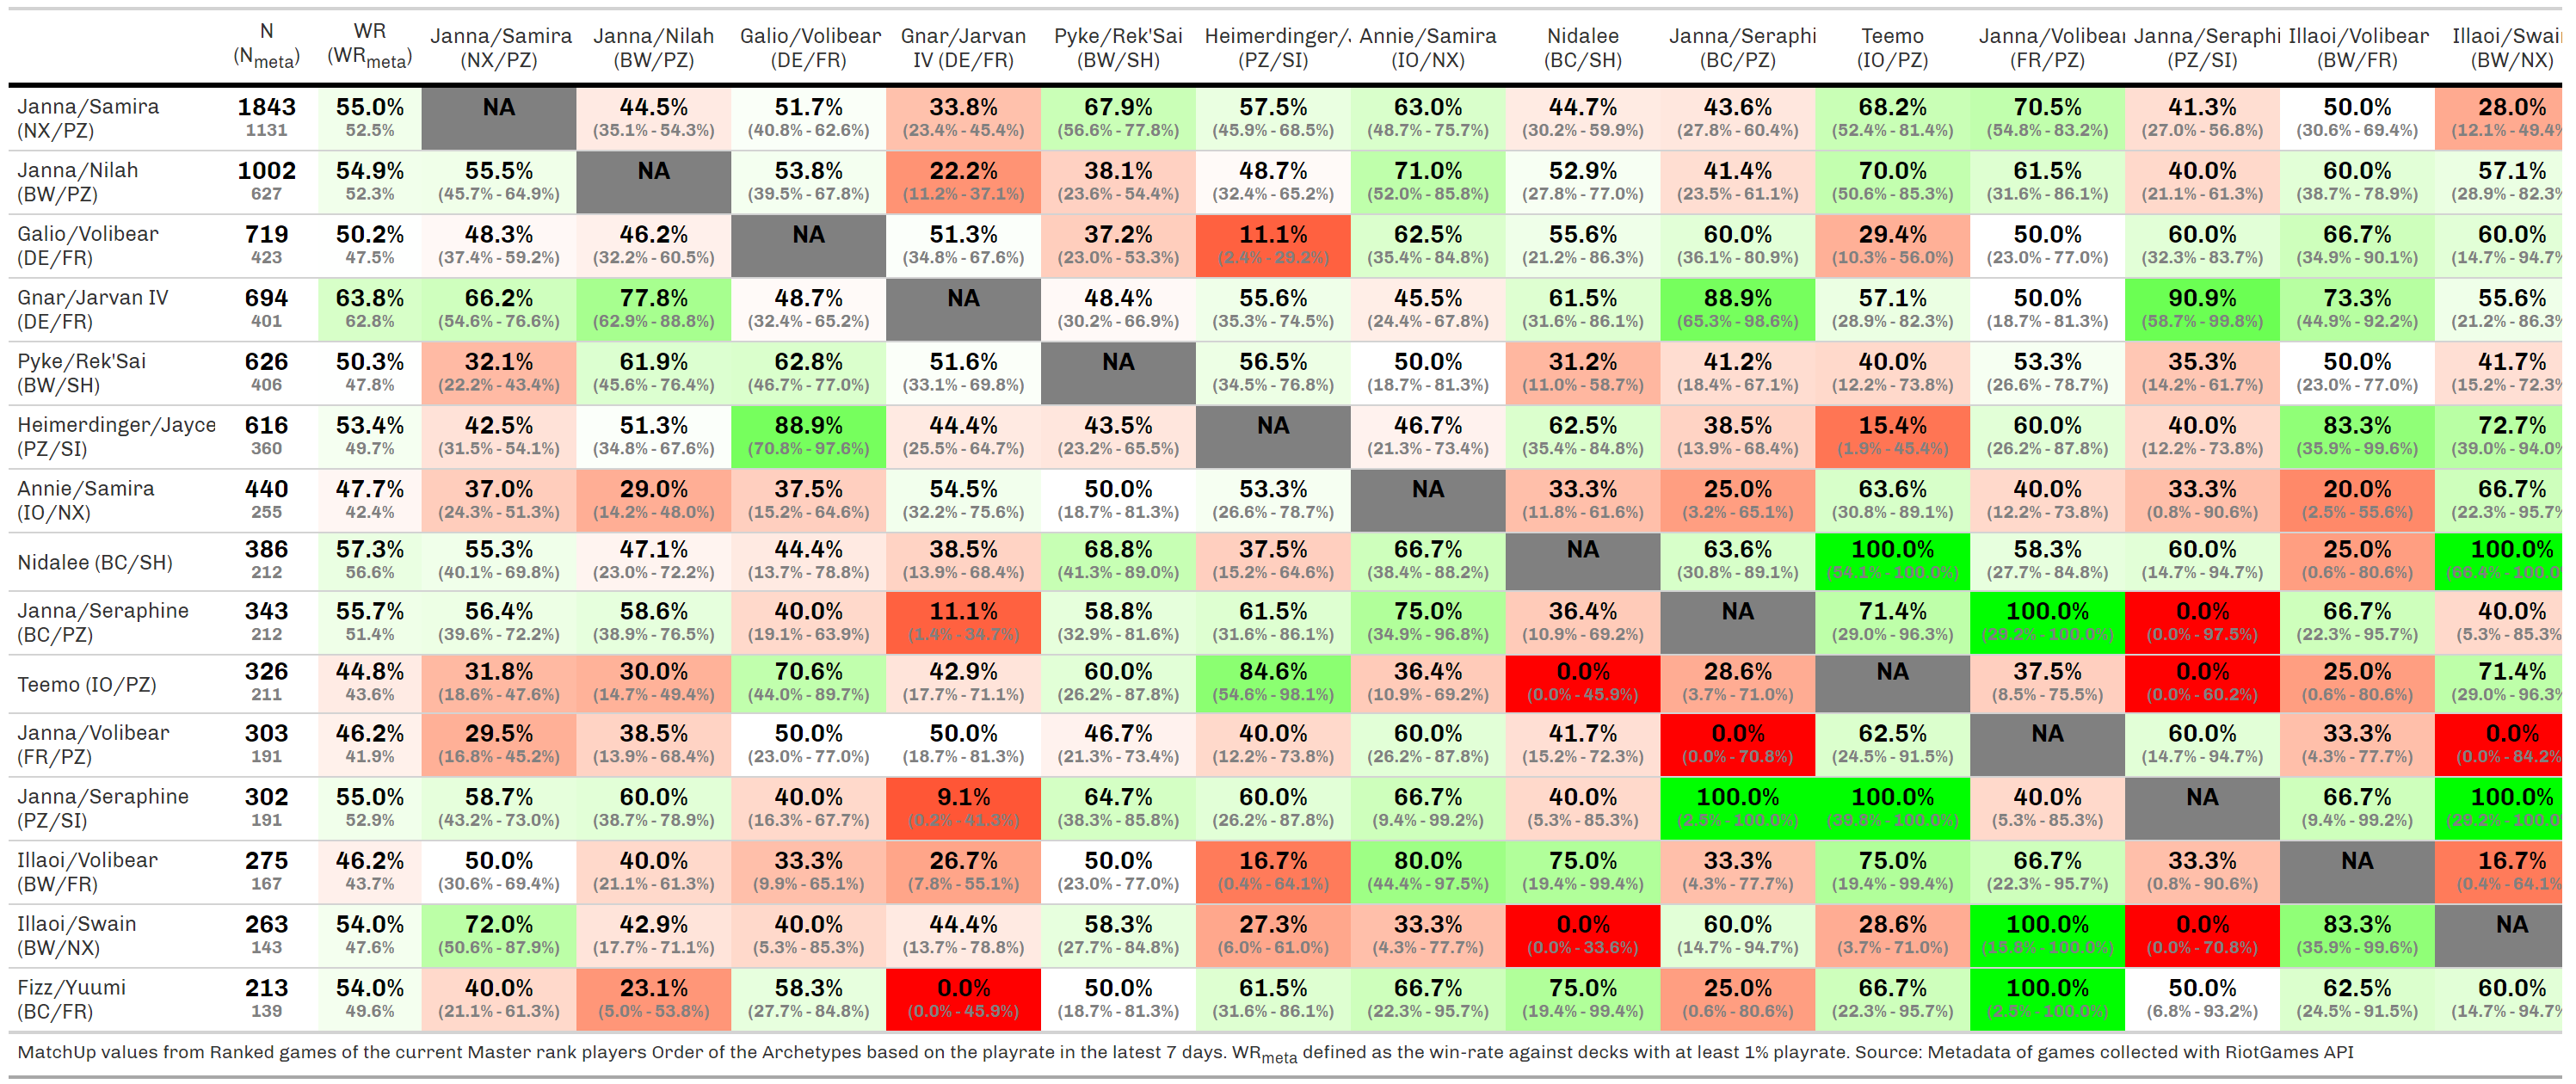 N WR Janna/Samira Janna/Nilah Galio/Volibear Gnar/Jarvan Pyke/Rek'Sai Heimerdinger/J Annie/Samira Nidalee Janna/Seraphi Teemo Janna/Volibear Janna/Seraphi Illaoi/Volibear Illaoi/Swain
(Nmeta) (WRmeta) (NX/PZ) (BW/PZ) (DE/FR) IV (DE/FR) (BW/SH) (PZ/SI) (IO/NX) (BC/SH) (BC/PZ) (IO/PZ) (FR/PZ) (PZ/SI) (BW/FR) (BW/NX)
Janna/Samira 1843 55.0% NA 44.5% 51.7% 33.8% 67.9% 57.5% 63.0% 44.7% 43.6% 68.2% 70.5% 41.3% 50.0% 28.0%
(NX/PZ) 1131 52.5% (35.1% - 54.3%) (40.8% - 62.6%) (23.4% - 45.4%) (56.6% - 77.8%) (45.9% - 68.5%) (48.7% - 75.7%) (30.2% - 59.9%) (27.8% - 60.4%) (52.4% - 81.4%) (54.8% - 83.2%) (27.0% - 56.8%) (30.6% - 69.4%) (12.1% - 49.4%
Janna/Nilah 1002 54.9% 55.5% NA 53.8% 22.2% 38.1% 48.7% 71.0% 52.9% 41.4% 70.0% 61.5% 40.0% 60.0% 57.1%
(BW/PZ) 627 52.3% (45.7% - 64.9%) (39.5% - 67.8%) (11.2% - 37.1%) (23.6% - 54.4%) (32.4% - 65.2%) (52.0% - 85.8%) (27.8% - 77.0%) (23.5% - 61.1%) (50.6% - 85.3%) (31.6% - 86.1%) (21.1% - 61.3%) (38.7% - 78.9%) (28.9% - 82.3%
Galio/Volibear 719 50.2% 48.3% 46.2% NA 51.3% 37.2% 11.1% 62.5% 55.6% 60.0% 29.4% 50.0% 60.0% 66.7% 60.0%
(DE/FR) 423 47.5% (37.4% - 59.2%) (32.2% - 60.5%) (34.8% - 67.6%) (23.0% - 53.3%) (2.4% - 29.2%) (35.4% - 84.8%) (21.2% - 86.3%) (36.1% - 80.9%) (10.3% - 56.0%) (23.0% - 77.0%) (32.3% - 83.7%) (34.9% - 90.1%) (14.7% - 94.7%
Gnar/Jarvan IV 694 63.8% 66.2% 77.8% 48.7% NA 48.4% 55.6% 45.5% 61.5% 88.9% 57.1% 50.0% 90.9% 73.3% 55.6%
(DE/FR) 401 62.8% (54.6% - 76.6%) (62.9% - 88.8%) (32.4% - 65.2%) (30.2% - 66.9%) (35.3% - 74.5%) (24.4% - 67.8%) (31.6% - 86.1%) (65.3% - 98.6%) (28.9% - 82.3%) (18.7% - 81.3%) (58.7% - 99.8%) (44.9% - 92.2%) (21.2% - 86.3%
Pyke/Rek'Sai 626 50.3% 32.1% 61.9% 62.8% 51.6% NA 56.5% 50.0% 31.2% 41.2% 40.0% 53.3% 35.3% 50.0% 41.7%
(BW/SH) 406 47.8% (22.2% - 43.4%) (45.6% - 76.4%) (46.7% - 77.0%) (33.1% - 69.8%) (34.5% - 76.8%) (18.7% - 81.3%) (11.0% - 58.7%) (18.4% - 67.1%) (12.2% - 73.8%) (26.6% - 78.7%) (14.2% - 61.7%) (23.0% - 77.0%) (15.2% - 72.3%
Heimerdinger/Jayce 616 53.4% 42.5% 51.3% 88.9% 44.4% 43.5% NA 46.7% 62.5% 38.5% 15.4% 60.0% 40.0% 83.3% 72.7%
(PZ/SI) 360 49.7% (31.5% - 54.1%) (34.8% - 67.6%) (70.8% - 97.6%) (25.5% - 64.7%) (23.2% - 65.5%) (21.3% - 73.4%) (35.4% - 84.8%) (13.9% - 68.4%) (1.9% - 45.4%) (26.2% - 87.8%) (12.2% - 73.8%) (35.9% - 99.6%) (39.0% - 94.0%
Annie/Samira 440 47.7% 37.0% 29.0% 37.5% 54.5% 50.0% 53.3% NA 33.3% 25.0% 63.6% 40.0% 33.3% 20.0% 66.7%
(IO/NX) 255 42.4% (24.3% - 51.3%) (14.2% - 48.0%) (15.2% - 64.6%) (32.2% - 75.6%) (18.7% - 81.3%) (26.6% - 78.7%) (11.8% - 61.6%) (3.2% - 65.1%) (30.8% - 89.1%) (12.2% - 73.8%) (0.8% - 90.6%) (2.5% - 55.6%) (22.3% - 95.7%
Nidalee (BC/SH) 386 57.3% 55.3% 47.1% 44.4% 38.5% 68.8% 37.5% 66.7% NA 63.6% 100.0% 58.3% 60.0% 25.0% 100.0%
212 56.6% (40.1% - 69.8%) (23.0% - 72.2%) (13.7% - 78.8%) (13.9% - 68.4%) (41.3% - 89.0%) (15.2% - 64.6%) (38.4% - 88.2%) (30.8% - 89.1%) (54.1% - 100.0%) (27.7% - 84.8%) (14.7% - 94.7%) (0.6% - 80.6%) (66.4% - 100.0
Janna/Seraphine 343 55.7% 56.4% 58.6% 40.0% 11.1% 58.8% 61.5% 75.0% 36.4% NA 71.4% 100.0% 0.0% 66.7% 40.0%
(BC/PZ) 212 51.4% (39.6% - 72.2%) (38.9% - 76.5%) (19.1% - 63.9%) (1.4% - 34.7%) (32.9% - 81.6%) (31.6% - 86.1%) (34.9% - 96.8%) (10.9% - 69.2%) (29.0% - 96.3%) (29.2% - 100.0%) (0.0% - 97.5%) (22.3% - 95.7%) (5.3% - 85.3%
Teemo (IO/PZ) 326 44.8% 31.8% 30.0% 70.6% 42.9% 60.0% 84.6% 36.4% 0.0% 28.6% NA 37.5% 0.0% 25.0% 71.4%
211 43.6% (18.6% - 47.6%) (14.7% - 49.4%) (44.0% - 89.7%) (17.7% - 71.1%) (26.2% - 87.8%) (54.6% - 98.1%) (10.9% - 69.2%) (0.0% - 45.9%) (3.7% - 71.0%) (8.5% - 75.5%) (0.0% - 60.2%) (0.6% - 80.6%) (29.0% - 96.3%
Janna/Volibear 303 46.2% 29.5% 38.5% 50.0% 50.0% 46.7% 40.0% 60.0% 41.7% 0.0% 62.5% NA 60.0% 33.3% 0.0%
(FR/PZ) 191 41.9% (16.8% - 45.2%) (13.9% - 68.4%) (23.0% - 77.0%) (18.7% - 81.3%) (21.3% - 73.4%) (12.2% - 73.8%) (26.2% - 87.8%) (15.2% - 72.3%) (0.0% - 70.8%) (24.5% - 91.5%) (14.7% - 94.7%) (4.3% - 77.7%) (0.0% - 84.2%
Janna/Seraphine 302 55.0% 58.7% 60.0% 40.0% 9.1% 64.7% 60.0% 66.7% 40.0% 100.0% 100.0% 40.0% NA 66.7% 100.0%
(PZ/SI) 191 52.9% (43.2% - 73.0%) (38.7% - 78.9%) (16.3% - 67.7%) (0.2% - 41.3%) (38.3% - 85.8%) (26.2% - 87.8%) (9.4% - 99.2%) (5.3% - 85.3%) (2.5% - 100.0%) (39.8% - 100.0%) (5.3% - 85.3%) (9.4% - 99.2%) (29.2% - 100.0
Illaoi/Volibear 275 46.2% 50.0% 40.0% 33.3% 26.7% 50.0% 16.7% 80.0% 75.0% 33.3% 75.0% 66.7% 33.3% NA 16.7%
(BW/FR) 167 43.7% (30.6% - 69.4%) (21.1% - 61.3%) (9.9% - 65.1%) (7.8% - 55.1%) (23.0% - 77.0%) (0.4% - 64.1%) (44.4% - 97.5%) (19.4% - 99.4%) (4.3% - 77.7%) (19.4% - 99.4%) (22.3% - 95.7%) (0.8% - 90.6%) (0.4% - 64.1%
Illaoi/Swain 263 54.0% 72.0% 42.9% 40.0% 44.4% 58.3% 27.3% 33.3% 0.0% 60.0% 28.6% 100.0% 0.0% 83.3% NA
(BW/NX) 143 47.6% (50.6% - 87.9%) (17.7% - 71.1%) (5.3% - 85.3%) (13.7% - 78.8%) (27.7% - 84.8%) (6.0% - 61.0%) (4.3% - 77.7%) (0.0% - 33.6%) (14.7% - 94.7%) (3.7% - 71.0%) (15.8% - 100.0%) (0.0% - 70.8%) (35.9% - 99.6%)
Fizz/Yuumi 213 54.0% 40.0% 23.1% 58.3% 0.0% 50.0% 61.5% 66.7% 75.0% 25.0% 66.7% 100.0% 50.0% 62.5% 60.0%
(BC/FR) 139 49.6% (21.1% - 61.3%) (5.0% - 53.8%) (27.7% - 84.8%) (0.0% - 45.9%) (18.7% - 81.3%) (31.6% - 86.1%) (22.3% - 95.7%) (19.4% - 99.4%) (0.6% - 80.6%) (22.3% - 95.7%) (2.5% - 100.0%) (6.8% - 93.2%) (24.5% - 91.5%) (14.7% - 94.7%
MatchUp values from Ranked games of the current Master rank players Order of the Archetypes based on the playrate in the latest 7 days. WRmeta defined as the win-rate against decks with at least 1% playrate. Source: Metadata of games collected with RiotGames API